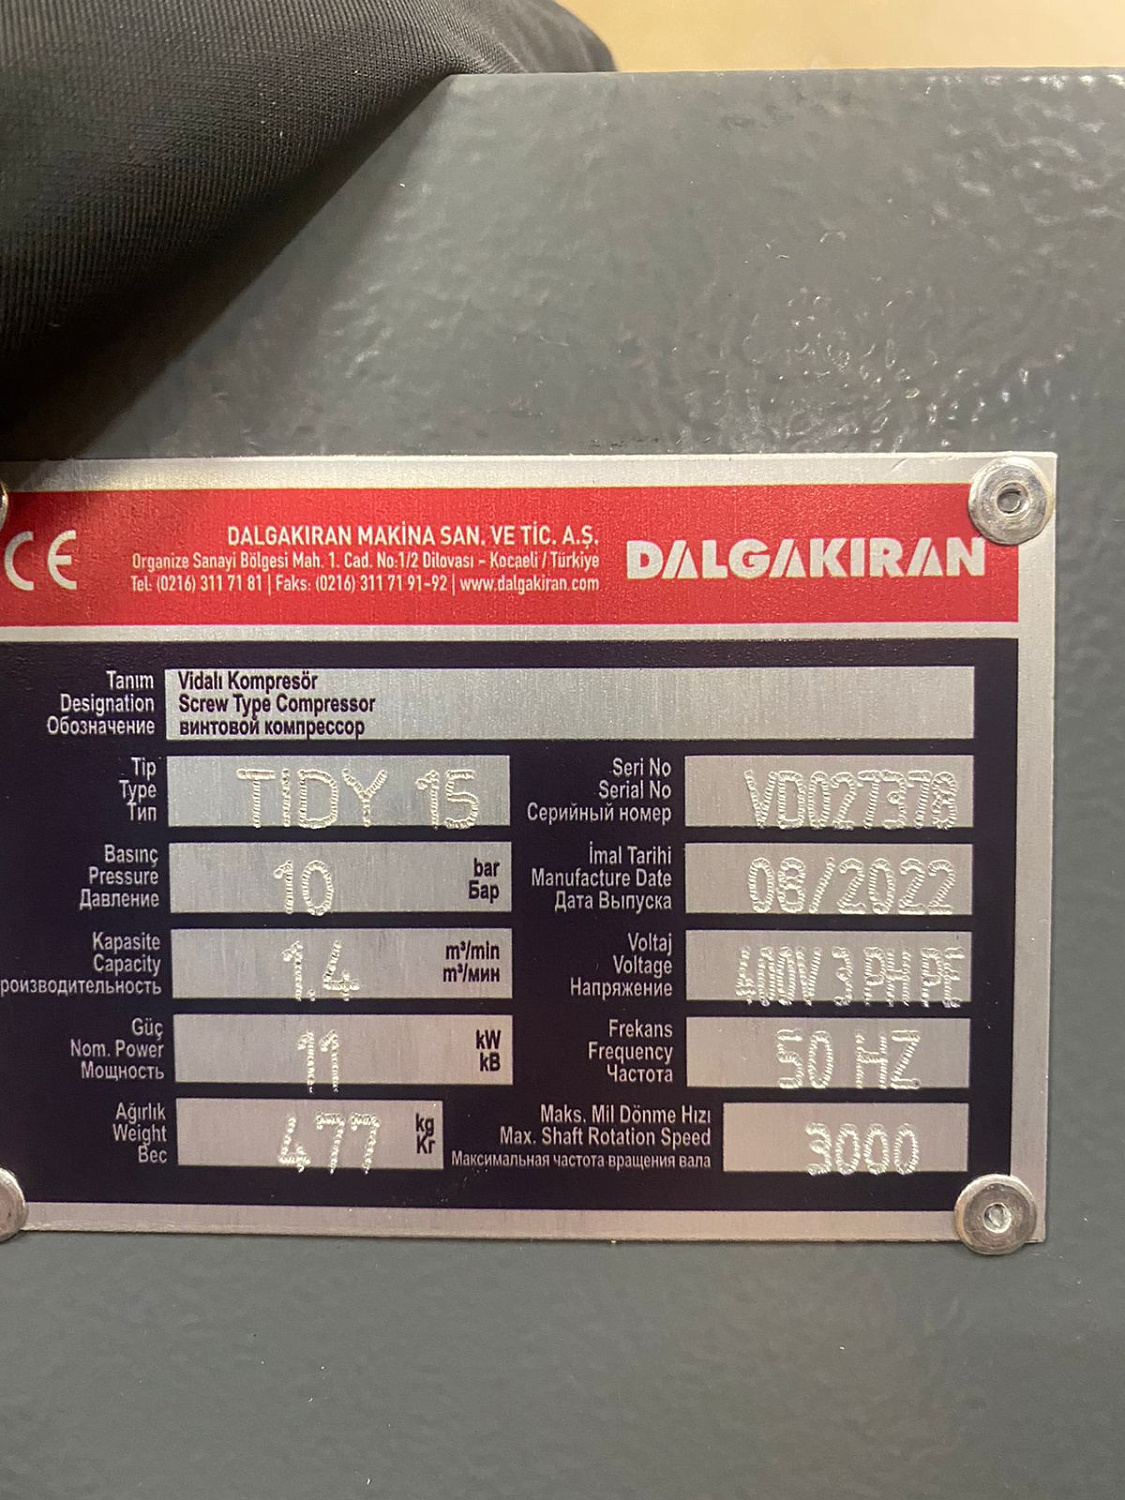 CE
DALGAKIRAN MAKİNA SAN. VE TİC. A.Ş.
Organize Sanayi Bölgesi Mah. 1. Cad. No:1/2 Dilovası - Kocaeli / Türkiye
Tel: (0216) 311 71 81 | Faks: (0216) 311 71 91-92 | www.dalgakiran.com
DALGAKIRAN
Tanım
Designation
Обозначение
Vidalı Kompresör
Screw Type Compressor
винтовой компрессор
Tip
Type
Тип
TIDY 15
Seri No
Serial No
Серийный номер
VD027378
Basınç
Pressure
Давление
10
bar
Бар
İmal Tarihi
Manufacture Date
Дата Выпуска
08/2022
Kapasite
Capacity
роизводительность
1.4
m³/min
m³/мин
Voltaj
Voltage
Напряжение
400V 3 PH PE
Güç
Nom. Power
Мощность
11
kW
kB
Frekans
Frequency
Частота
50 HZ
Ağırlık
Weight
Вес
477
kg
Kr
Maks. Mil Dönme Hızı
Max. Shaft Rotation Speed
Максимальная частота вращения вала
3000